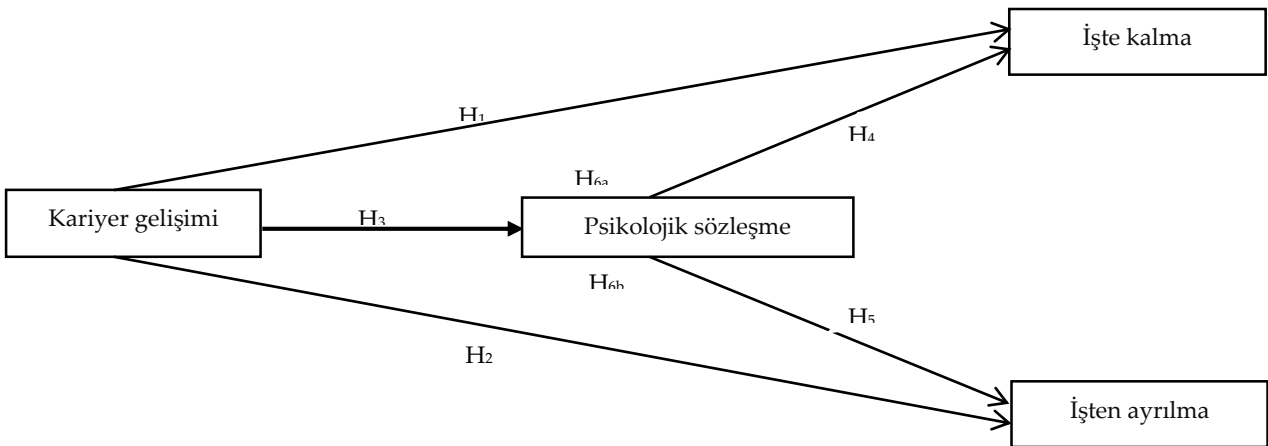 İşte kalma
H1
H4
H6a
Kariyer gelişimi
H3
Psikolojik sözleşme
H6b
H5
H2
İşten ayrılma